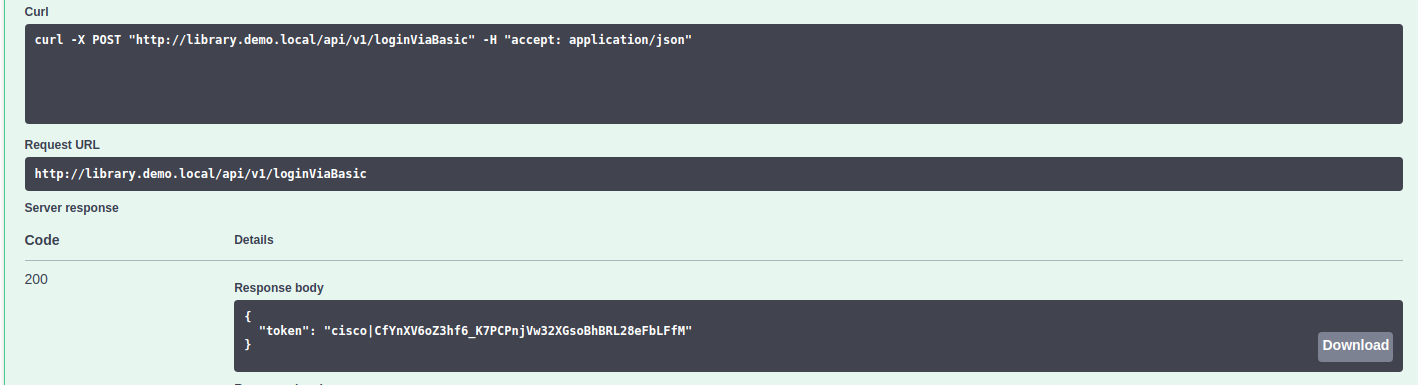 Curl
curl -X POST "http://library.demo.local/api/v1/loginViaBasic" -H "accept: application/json"
Request URL
http://library.demo.local/api/v1/loginViaBasic
Server response
Code Details
200
Response body
{
"token": "cisco|CfYnXV6oZ3hf6_K7PCPnjVw32XGsoBhBRL28eFbLFfM"
}
Download